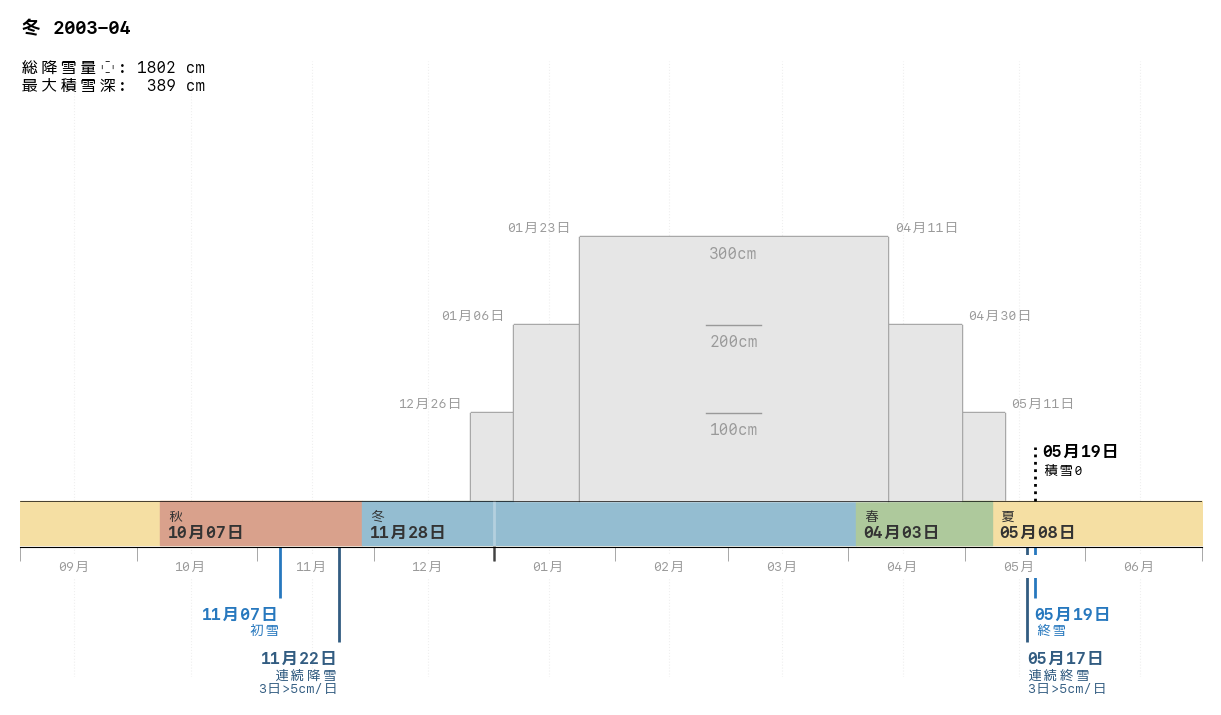 冬 2003-04
総降雪量◌: 1802 cm
最大積雪深: 389 cm
01月23日
04月11日
300cm
01月06日
04月30日
200cm
12月26日
05月11日
100cm
05月19日
積雪0
秋
10月07日
冬
11月28日
春
04月03日
夏
05月08日
09月
10月
11月
12月
01月
02月
03月
04月
05月
06月
11月07日
初雪
05月19日
終雪
11月22日
連続降雪
3日>5cm/日
05月17日
連続終雪
3日>5cm/日